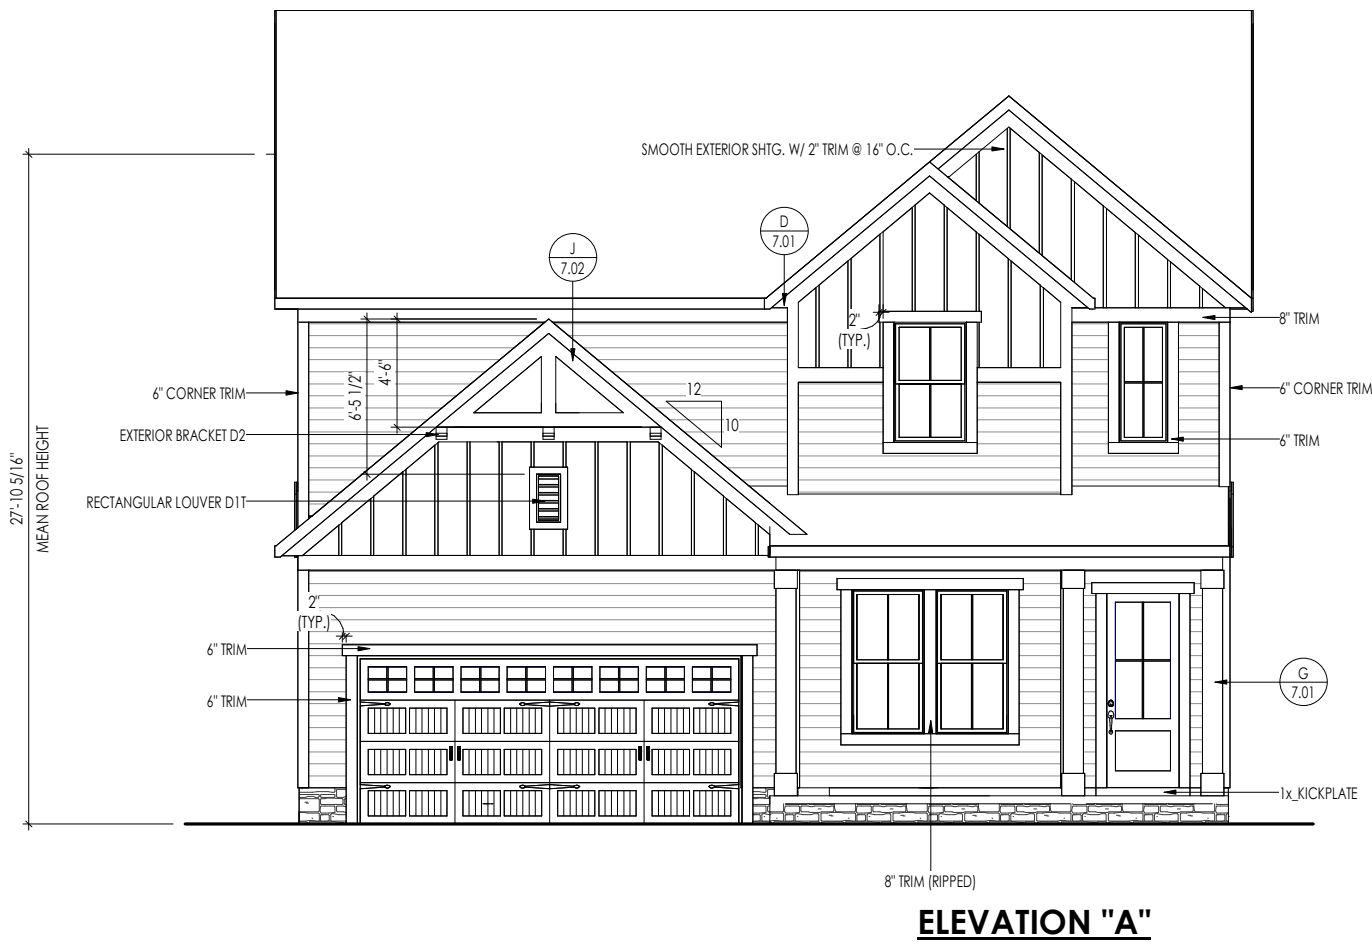 SMOOTH EXTERIOR SHTG. W/ 2" TRIM @ 16" O.C.
D
7.01
J
7.02
2"
(TYP.)
8" TRIM
6'-5 1/2"
4'-6"
12
10
6" CORNER TRIM
6" CORNER TRIM
EXTERIOR BRACKET D2
6" TRIM
RECTANGULAR LOUVER D1T
27'-10 5/16"
MEAN ROOF HEIGHT
2"
(TYP.)
6" TRIM
6" TRIM
G
7.01
1x_KICKPLATE
8" TRIM (RIPPED)
ELEVATION "A"